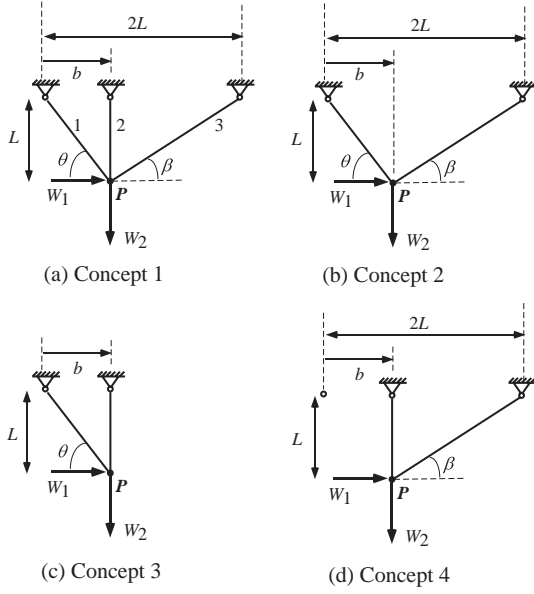 2L
b
L
1
2
3
θ
β
W1
P
W2
(a) Concept 1
2L
b
L
θ
β
W1
P
W2
(b) Concept 2
b
L
θ
W1
P
W2
(c) Concept 3
2L
b
L
β
W1
P
W2
(d) Concept 4